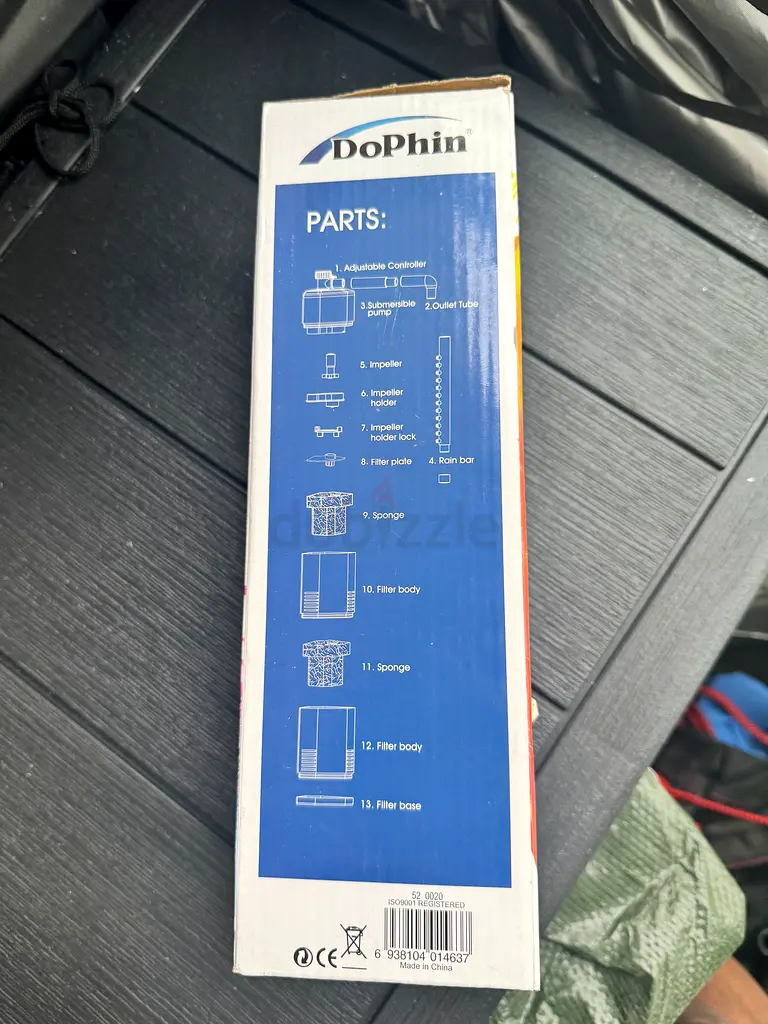 DoPhin®
PARTS:
1. Adjustable Controller
3.Submersible
pump
2.Outlet Tube
5. Impeller
6. Impeller
holder
7. Impeller
holder lock
8. Filter plate
4. Rain bar
9. Sponge
dubizzle
10. Filter body
11. Sponge
12. Filter body
13. Filter base
52 0020
ISO9001 REGISTERED
CE
6 938104 014637
Made in China